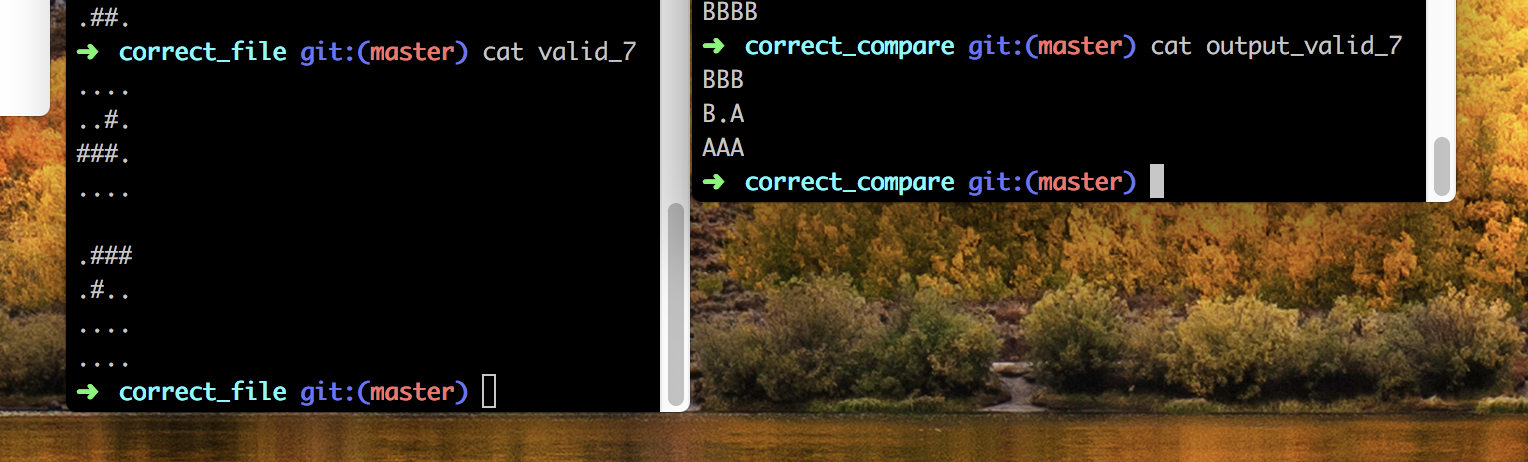 .##.
➜ correct_file git:(master) cat valid_7
....
..#.
###.
....

.###
.#..
....
....
➜ correct_file git:(master)
BBBB
➜ correct_compare git:(master) cat output_valid_7
BBB
B.A
AAA
➜ correct_compare git:(master)